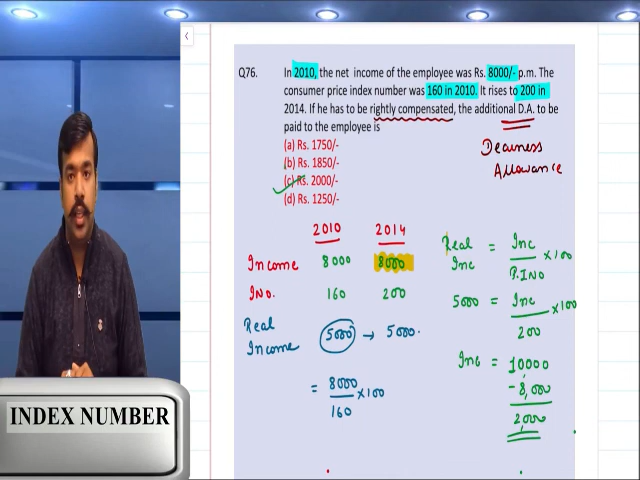 Q76. In 2010, the net income of the employee was Rs. 8000/- p.m. The
consumer price index number was 160 in 2010. It rises to 200 in
2014. If he has to be rightly compensated, the additional D.A. to be
paid to the employee is
(a) Rs. 1750/-
(b) Rs. 1850/-
(c) Rs. 2000/-
(d) Rs. 1250/-
Dearness
Allowance
2010 2014
Income 8000 8000
I No. 160 200
Real
Income 5000 → 5000.
= 8000/160 × 100
Real Inc = Inc/P.I NO × 100
5000 = Inc/200 × 100
Inc = 10000
- 8,000
2,000
INDEX NUMBER